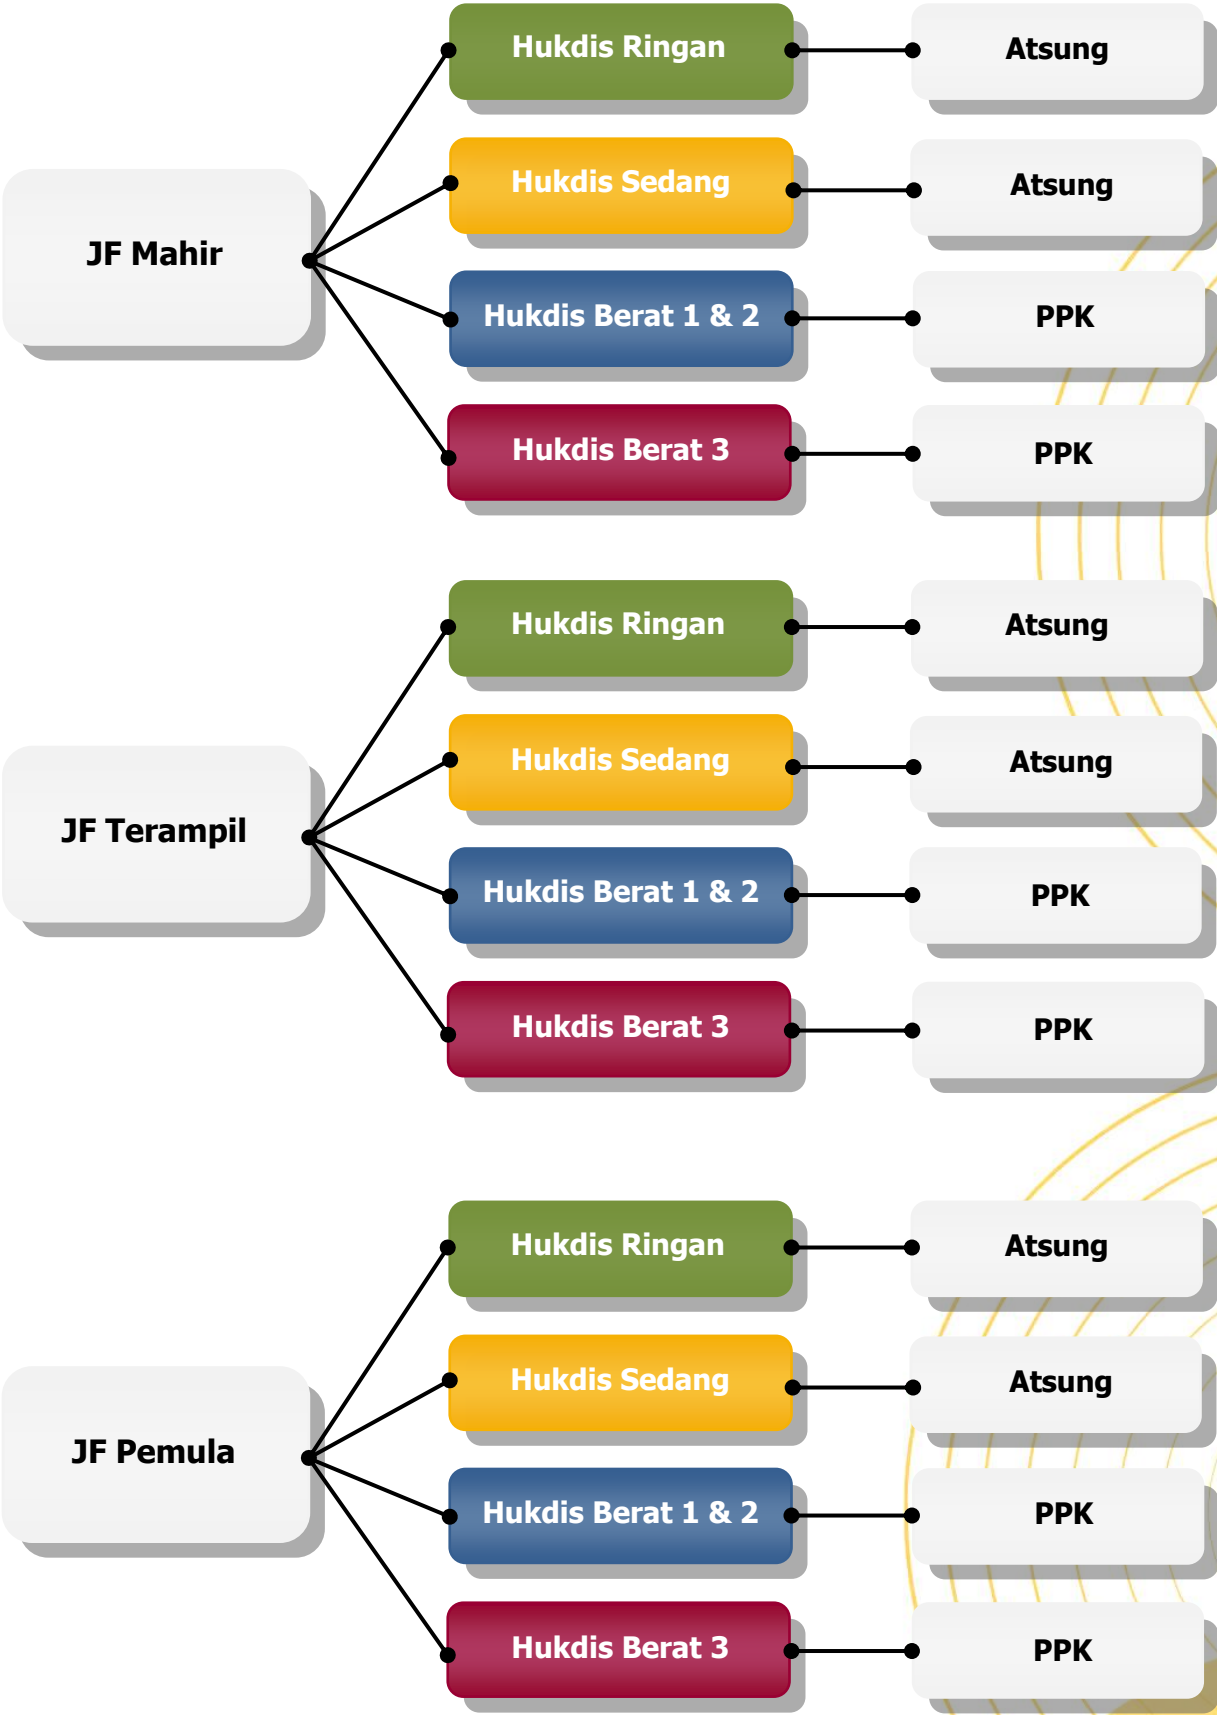 Hukdis Ringan
Atsung
Hukdis Sedang
Atsung
JF Mahir
Hukdis Berat 1 & 2
PPK
Hukdis Berat 3
PPK
Hukdis Ringan
Atsung
Hukdis Sedang
Atsung
JF Terampil
Hukdis Berat 1 & 2
PPK
Hukdis Berat 3
PPK
Hukdis Ringan
Atsung
Hukdis Sedang
Atsung
JF Pemula
Hukdis Berat 1 & 2
PPK
Hukdis Berat 3
PPK